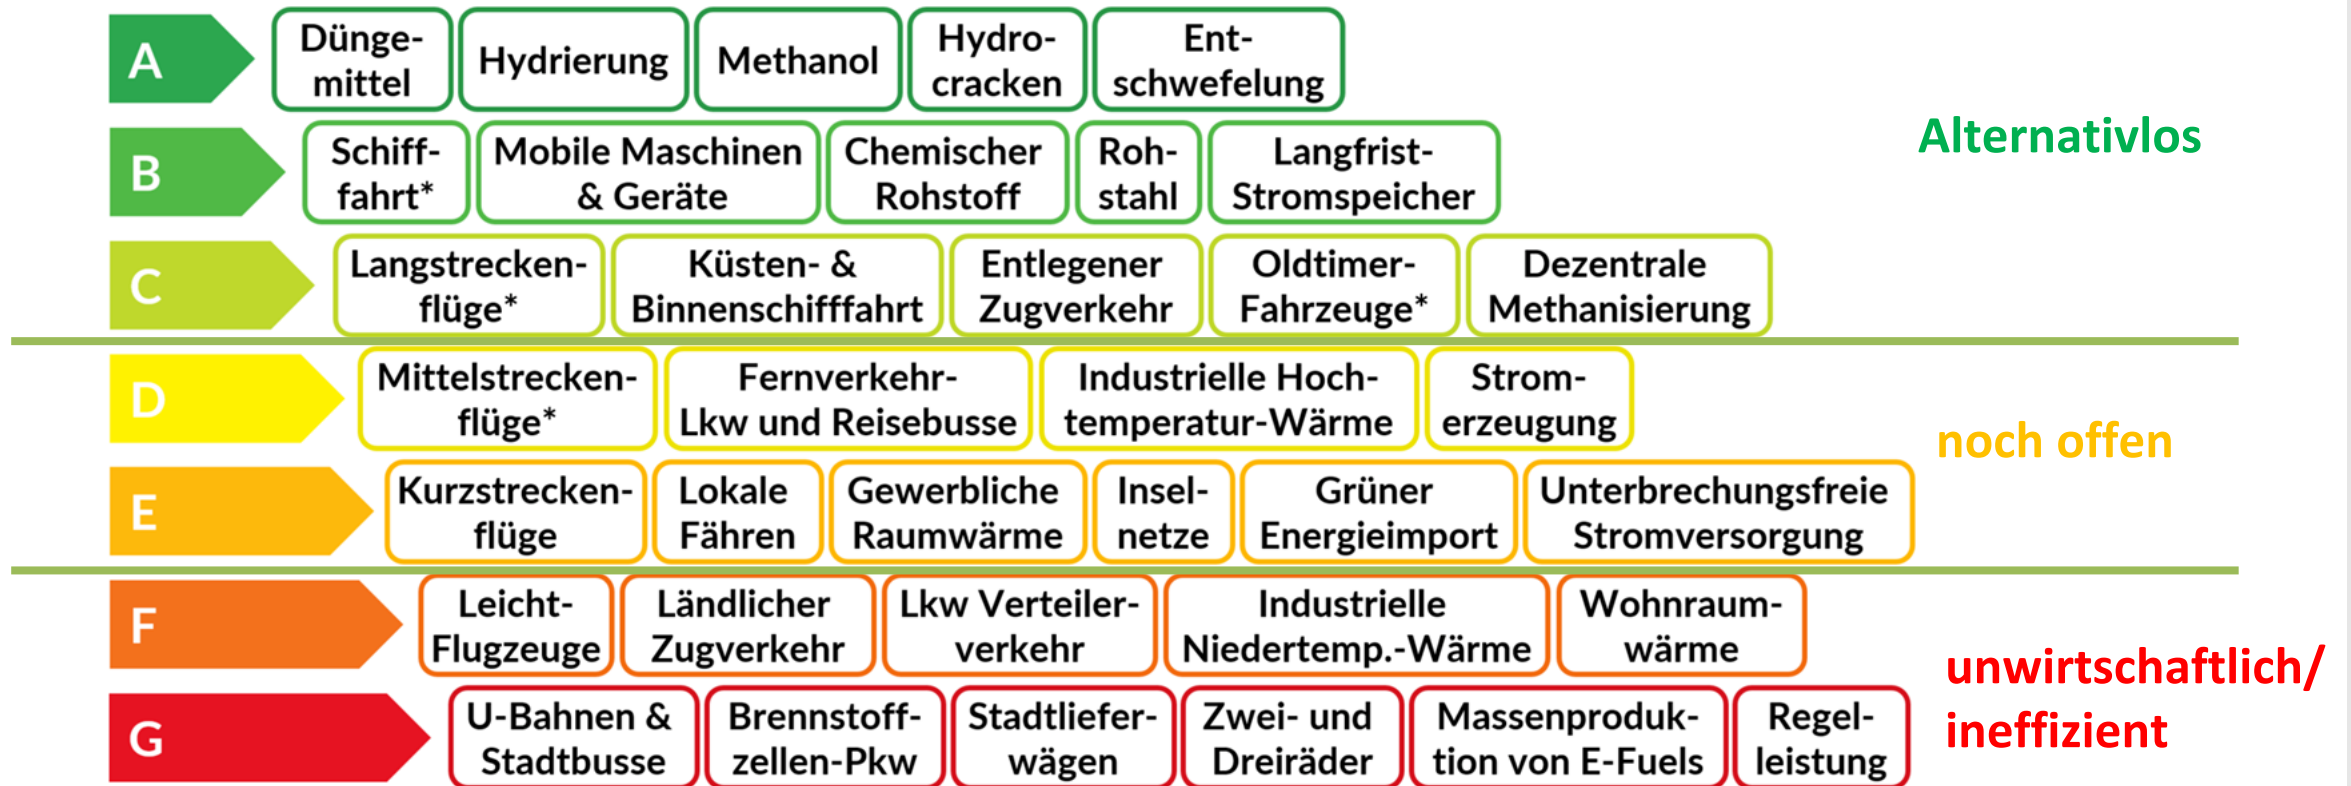 A
Dünge-
mittel
Hydrierung
Methanol
Hydro-
cracken
Ent-
schwefelung
B
Schiff-
fahrt*
Mobile Maschinen
& Geräte
Chemischer
Rohstoff
Roh-
stahl
Langfrist-
Stromspeicher
Alternativlos
C
Langstrecken-
flüge*
Küsten- &
Binnenschifffahrt
Entlegener
Zugverkehr
Oldtimer-
Fahrzeuge*
Dezentrale
Methanisierung
D
Mittelstrecken-
flüge*
Fernverkehr-
Lkw und Reisebusse
Industrielle Hoch-
temperatur-Wärme
Strom-
erzeugung
noch offen
E
Kurzstrecken-
flüge
Lokale
Fähren
Gewerbliche
Raumwärme
Insel-
netze
Grüner
Energieimport
Unterbrechungsfreie
Stromversorgung
F
Leicht-
Flugzeuge
Ländlicher
Zugverkehr
Lkw Verteiler-
verkehr
Industrielle
Niedertemp.-Wärme
Wohnraum-
wärme
unwirtschaftlich/
ineffizient
G
U-Bahnen &
Stadtbusse
Brennstoff-
zellen-Pkw
Stadtliefer-
wägen
Zwei- und
Dreiräder
Massenproduk-
tion von E-Fuels
Regel-
leistung